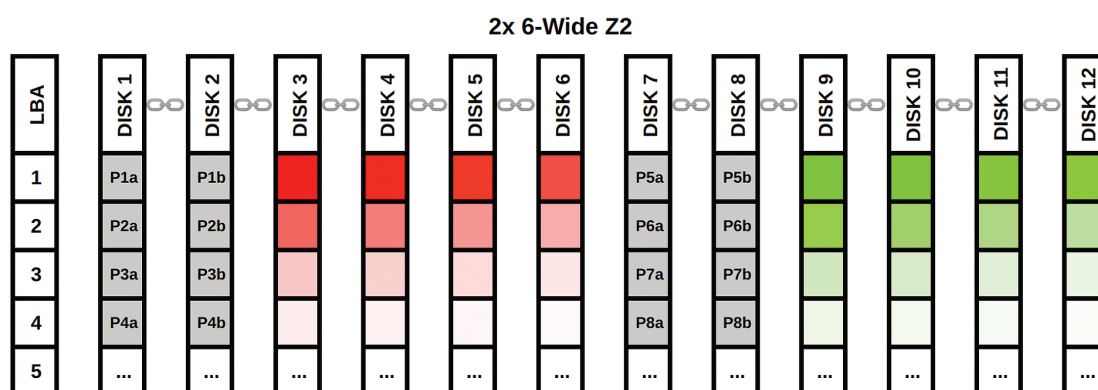 2x 6-Wide Z2
LBA DISK 1 DISK 2 DISK 3 DISK 4 DISK 5 DISK 6 DISK 7 DISK 8 DISK 9 DISK 10 DISK 11 DISK 12
1 P1a P1b P5a P5b
2 P2a P2b P6a P6b
3 P3a P3b P7a P7b
4 P4a P4b P8a P8b
5 ... ... ... ... ... ... ... ... ... ... ... ...